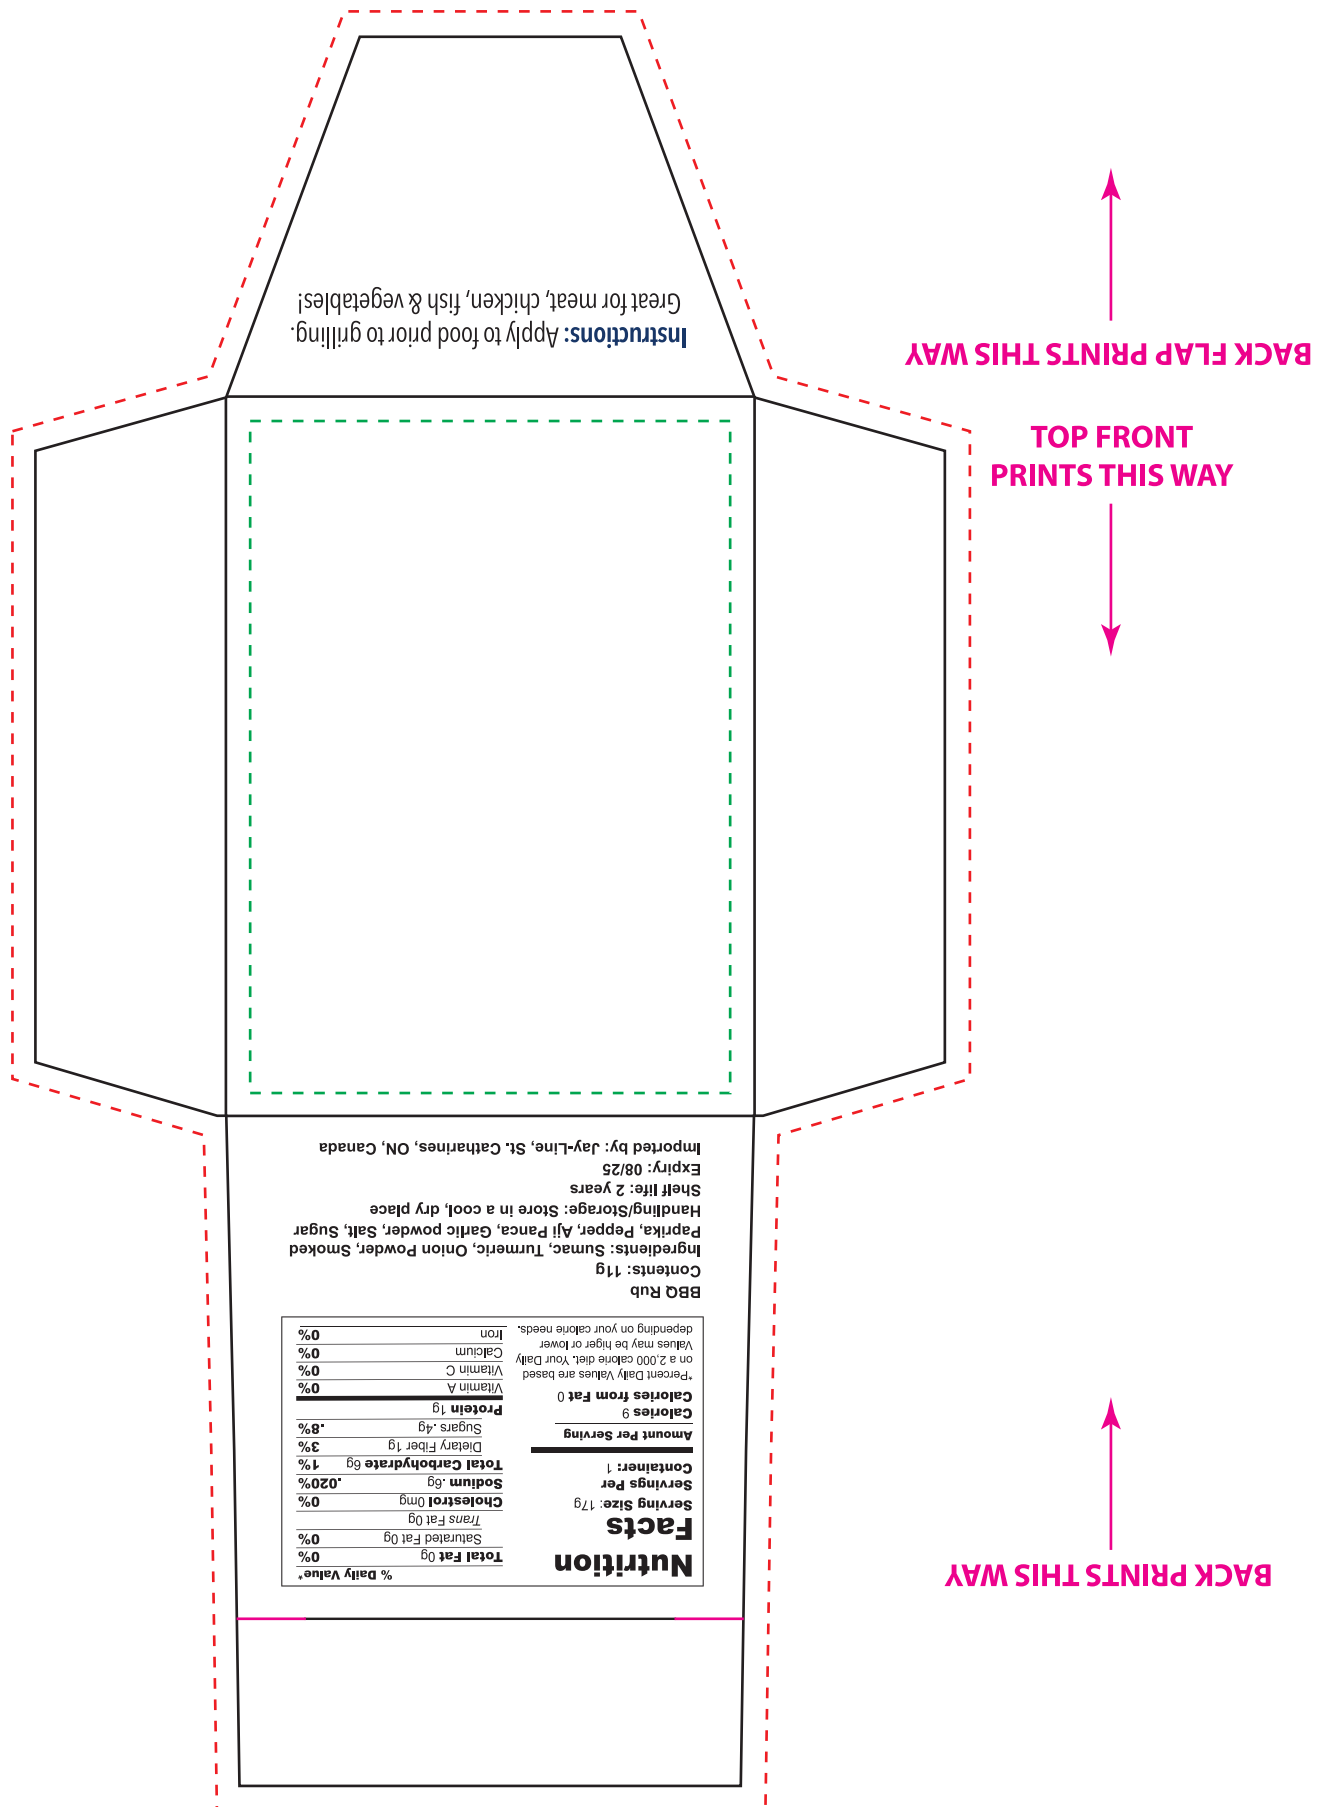 Instructions: Apply to food prior to grilling.
Great for meat, chicken, fish & vegetables!
BACK FLAP PRINTS THIS WAY
TOP FRONT
PRINTS THIS WAY
Nutrition
Facts
Serving Size: 17g
Servings Per
Container: 1
Amount Per Serving
Calories 9
Calories from Fat 0
*Percent Daily Values are based
on a 2,000 calorie diet. Your Daily
Values may be higer or lower
depending on your calorie needs.
% Daily Value*
Total Fat 0g 0%
Saturated Fat 0g 0%
Trans Fat 0g
Cholestrol 0mg 0%
Sodium .6g .020%
Total Carbohydrate 6g 1%
Dietary Fiber 1g 3%
Sugars .4g .8%
Protein 1g
Vitamin A 0%
Vitamin C 0%
Calcium 0%
Iron 0%
BBQ Rub
Contents: 11g
Ingredients: Sumac, Turmeric, Onion Powder, Smoked
Paprika, Pepper, Aji Panca, Garlic powder, Salt, Sugar
Handling/Storage: Store in a cool, dry place
Shelf life: 2 years
Expiry: 08/25
Imported by: Jay-Line, St. Catharines, ON, Canada
BACK PRINTS THIS WAY